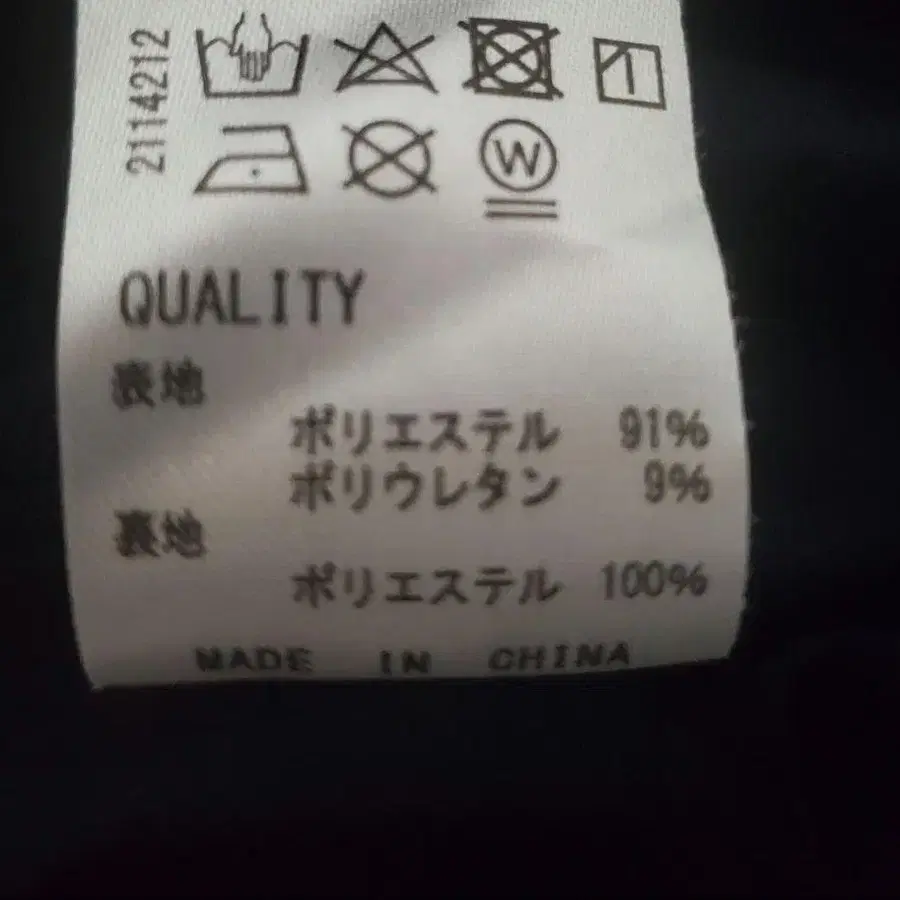 2114212
W
QUALITY
表地
ポリエステル 91%
ポリウレタン 9%
裏地
ポリエステル 100%
MADE IN CHINA